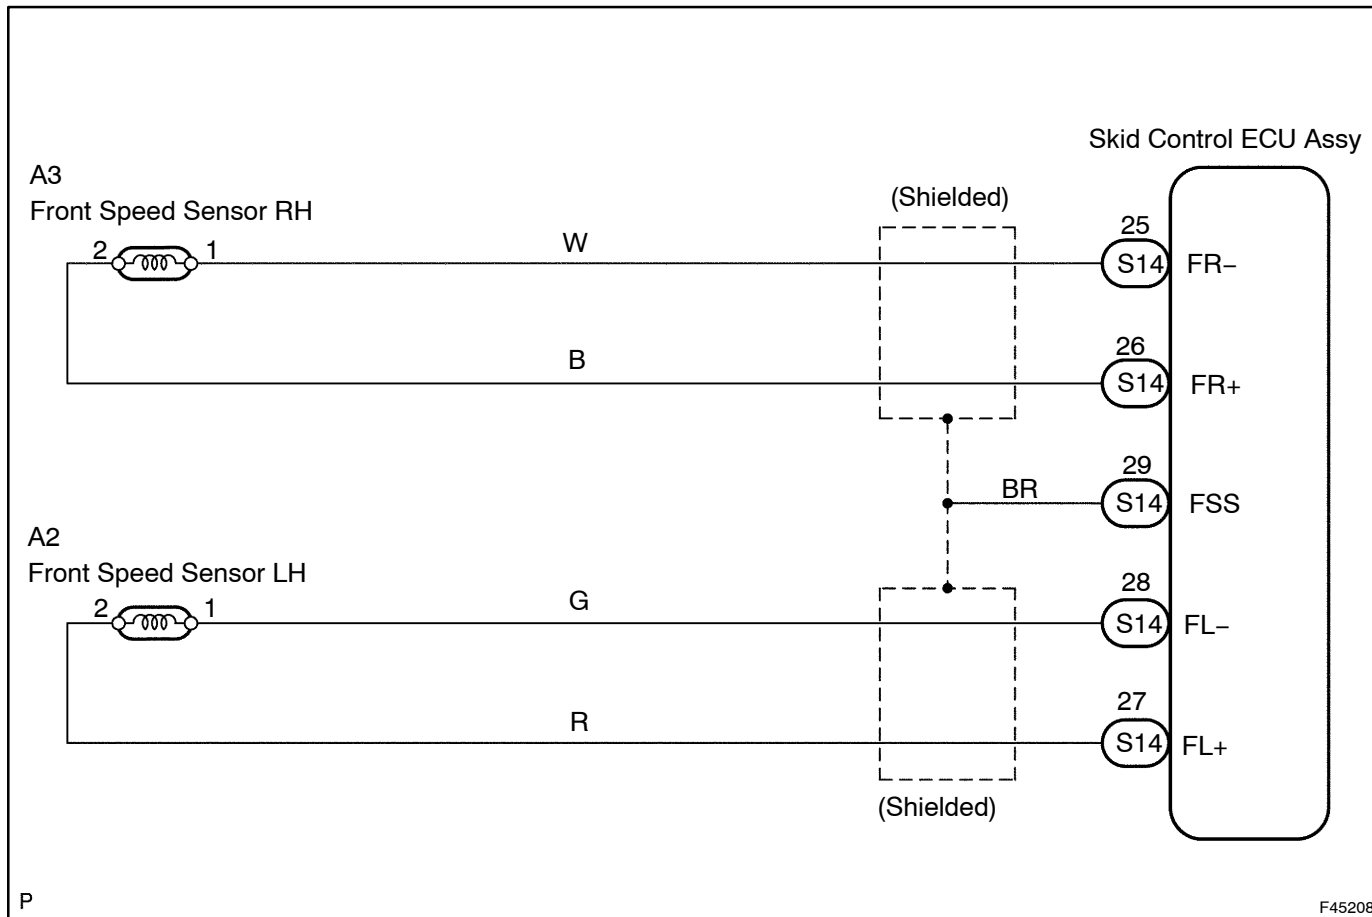 Skid Control ECU Assy
A3
Front Speed Sensor RH
(Shielded)
2 1 W 25
S14 FR−
B 26
S14 FR+
29
BR S14 FSS
A2
Front Speed Sensor LH
2 1 G 28
S14 FL−
R 27
S14 FL+
(Shielded)
P F45208